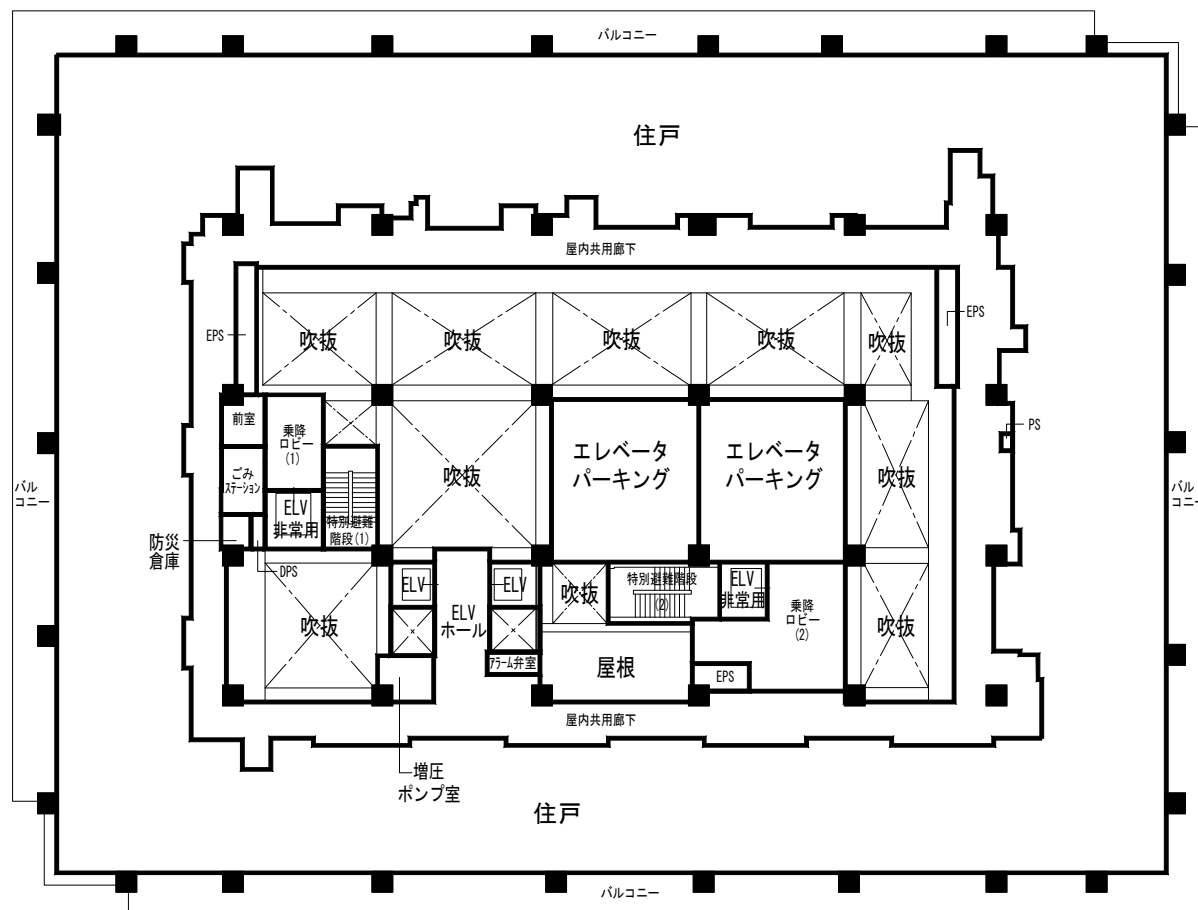 バルコニー
住戸
屋内共用廊下
EPS
吹抜
吹抜
吹抜
吹抜
吹抜
EPS
前室
乗降
ロビー
(1)
エレベータ
パーキング
エレベータ
パーキング
PS
吹抜
吹抜
ごみ
ステーション
バル
コニー
バル
コニー
ELV
非常用
特別避難
階段(1)
防災
倉庫
DPS
ELV
ELV
吹抜
特別避難階段
(2)
ELV
非常用
乗降
ロビー
(2)
ELV
ホール
吹抜
吹抜
アラーム弁室
屋根
EPS
屋内共用廊下
増圧
ポンプ室
住戸
バルコニー